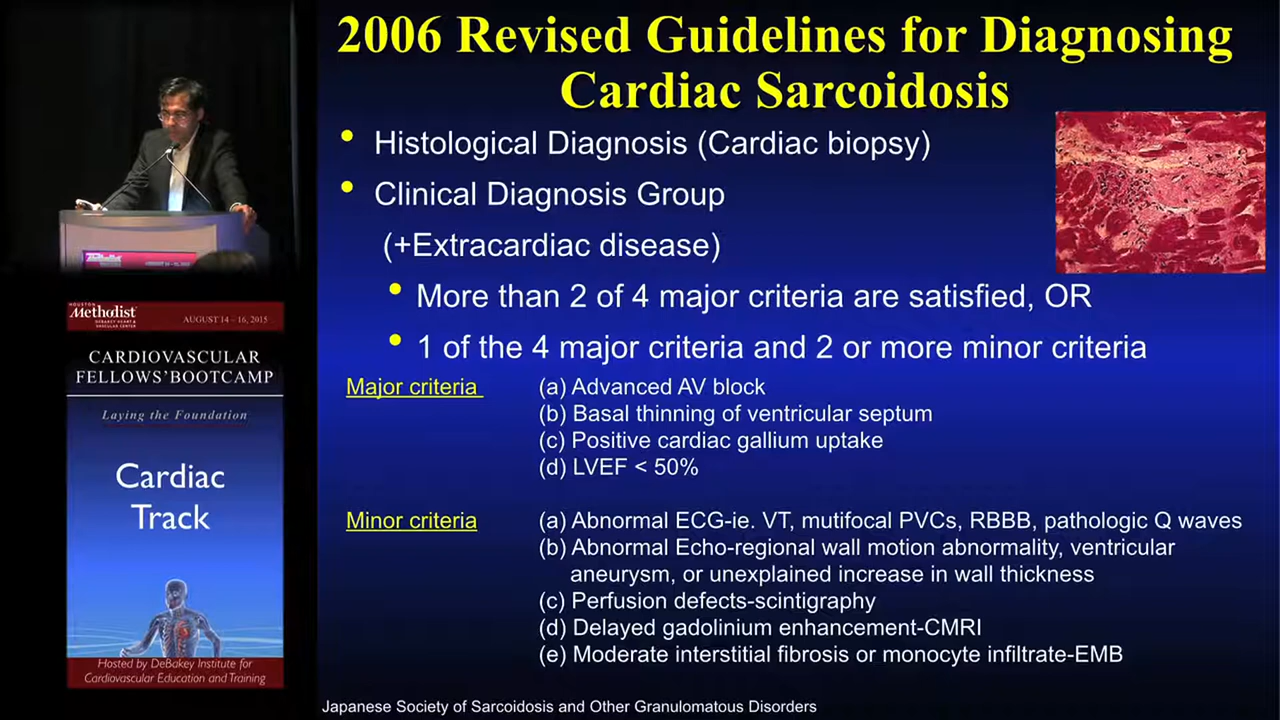 2006 Revised Guidelines for Diagnosing
Cardiac Sarcoidosis
• Histological Diagnosis (Cardiac biopsy)
• Clinical Diagnosis Group
(+Extracardiac disease)
• More than 2 of 4 major criteria are satisfied, OR
• 1 of the 4 major criteria and 2 or more minor criteria
Major criteria (a) Advanced AV block
(b) Basal thinning of ventricular septum
(c) Positive cardiac gallium uptake
(d) LVEF < 50%
Minor criteria (a) Abnormal ECG-ie. VT, mutifocal PVCs, RBBB, pathologic Q waves
(b) Abnormal Echo-regional wall motion abnormality, ventricular
aneurysm, or unexplained increase in wall thickness
(c) Perfusion defects-scintigraphy
(d) Delayed gadolinium enhancement-CMRI
(e) Moderate interstitial fibrosis or monocyte infiltrate-EMB
Japanese Society of Sarcoidosis and Other Granulomatous Disorders
HOUSTON
Methodist
DEBAKEY HEART &
VASCULAR CENTER
AUGUST 14 – 16, 2015
CARDIOVASCULAR
FELLOWS'BOOTCAMP
Laying the Foundation
Cardiac
Track
Hosted by DeBakey Institute for
Cardiovascular Education and Training